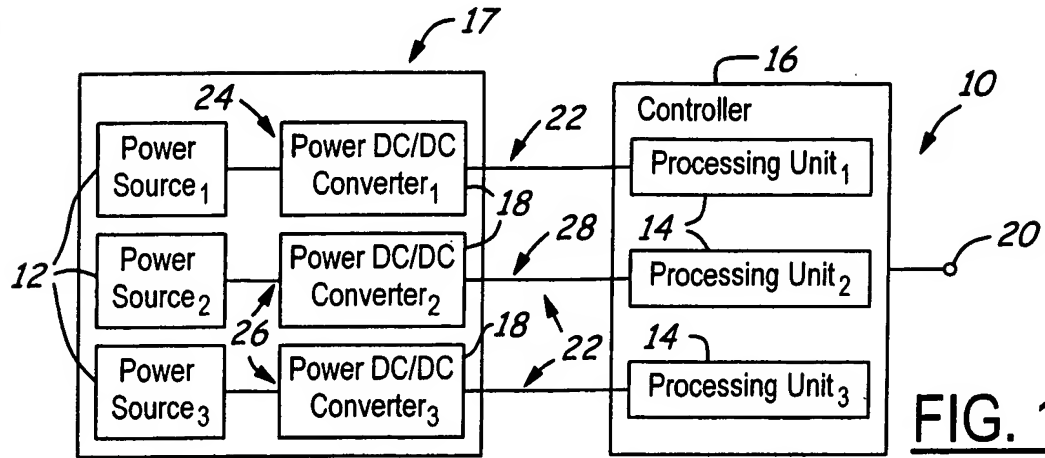 17
16
10
24
Controller
22
Power
Source1
Power DC/DC
Converter1
Processing Unit1
18
14
28
20
12
Power
Source2
Power DC/DC
Converter2
Processing Unit2
26
18
22
14
Power
Source3
Power DC/DC
Converter3
22
Processing Unit3
FIG. 1